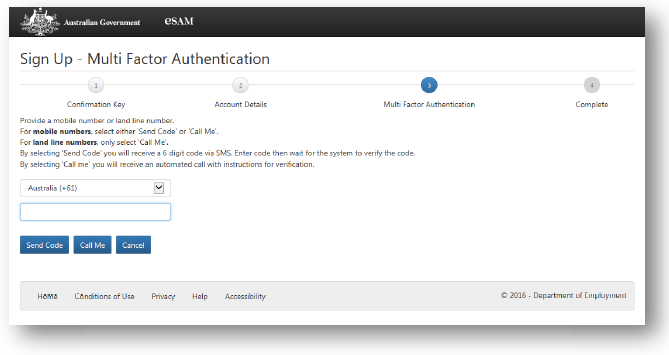 Australian Government eSAM
Sign Up - Multi Factor Authentication
1 2 3 4
Confirmation Key Account Details Multi Factor Authentication Complete
Provide a mobile number or land line number.
For mobile numbers, select either 'Send Code' or 'Call Me'.
For land line numbers, only select 'Call Me'.
By selecting 'Send Code' you will receive a 6 digit code via SMS. Enter code then wait for the system to verify the code.
By selecting 'Call me' you will receive an automated call with instructions for verification.
Australia (+61)
Send Code Call Me Cancel
Home Conditions of Use Privacy Help Accessibility © 2016 - Department of Employment